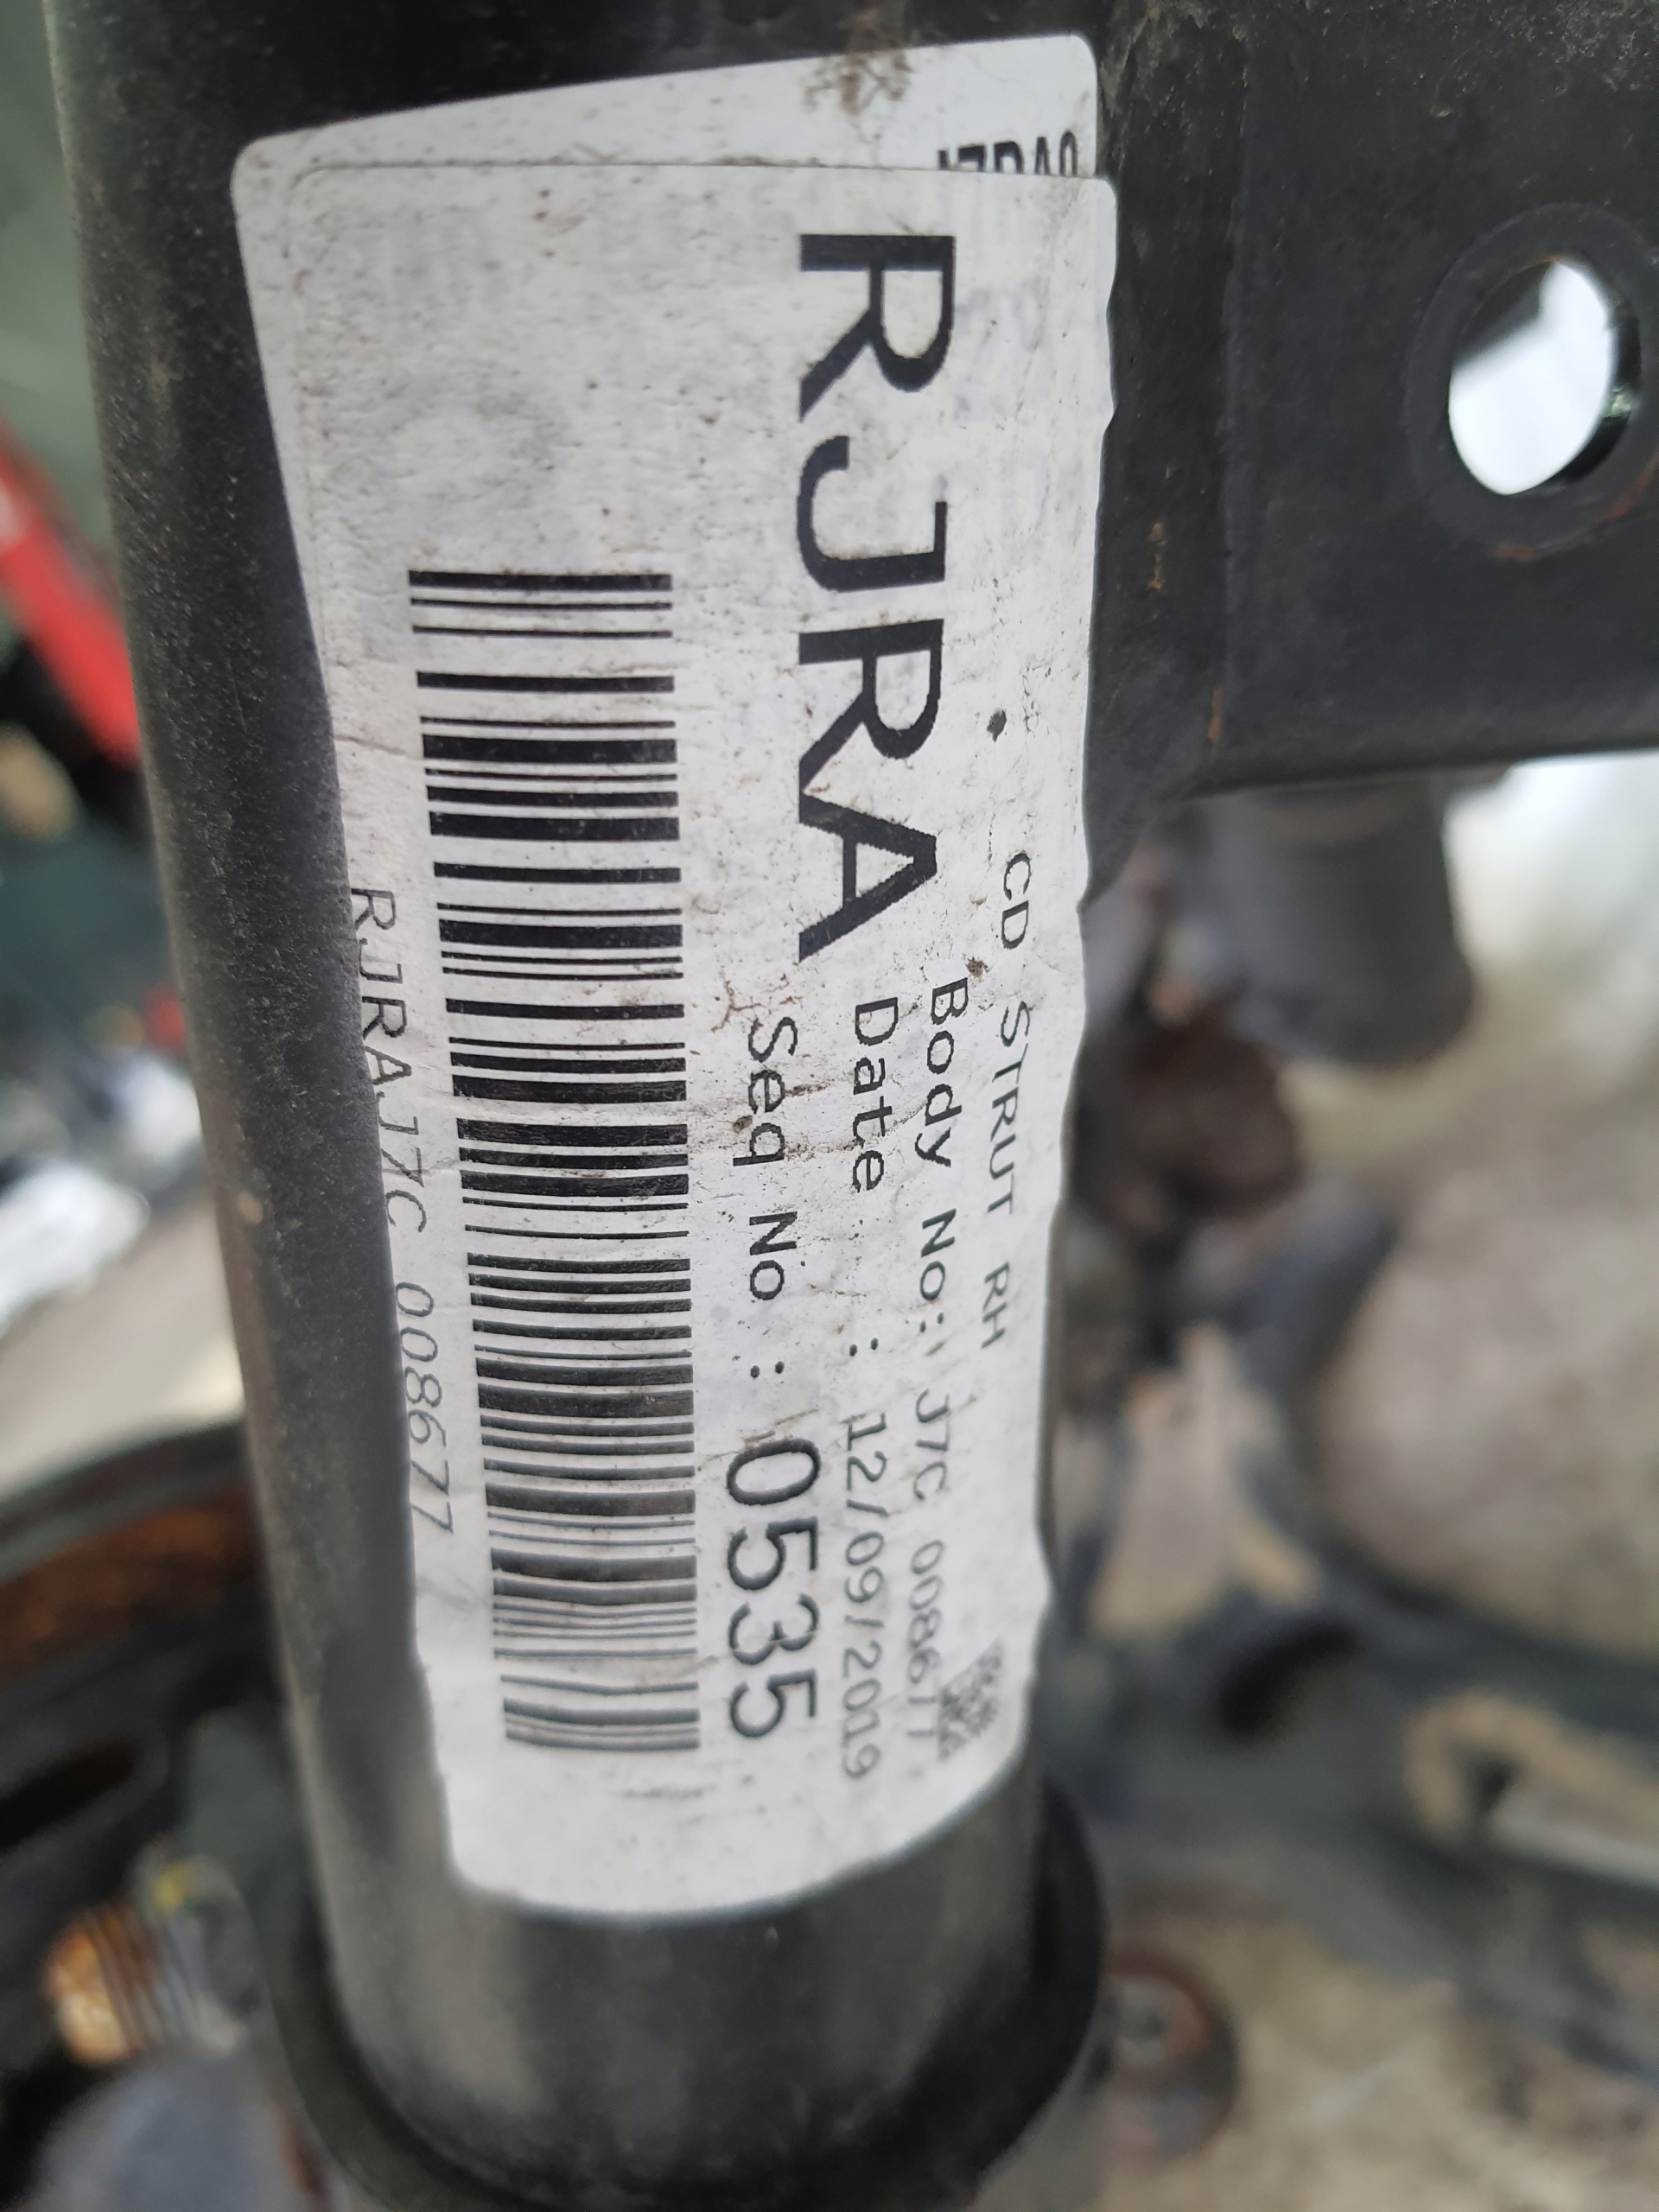 CD STRUT RH
RJRA
Body No: J7C 008677
Date : 12/09/2019
Seq No : 0535
RJRAJ7C 008677